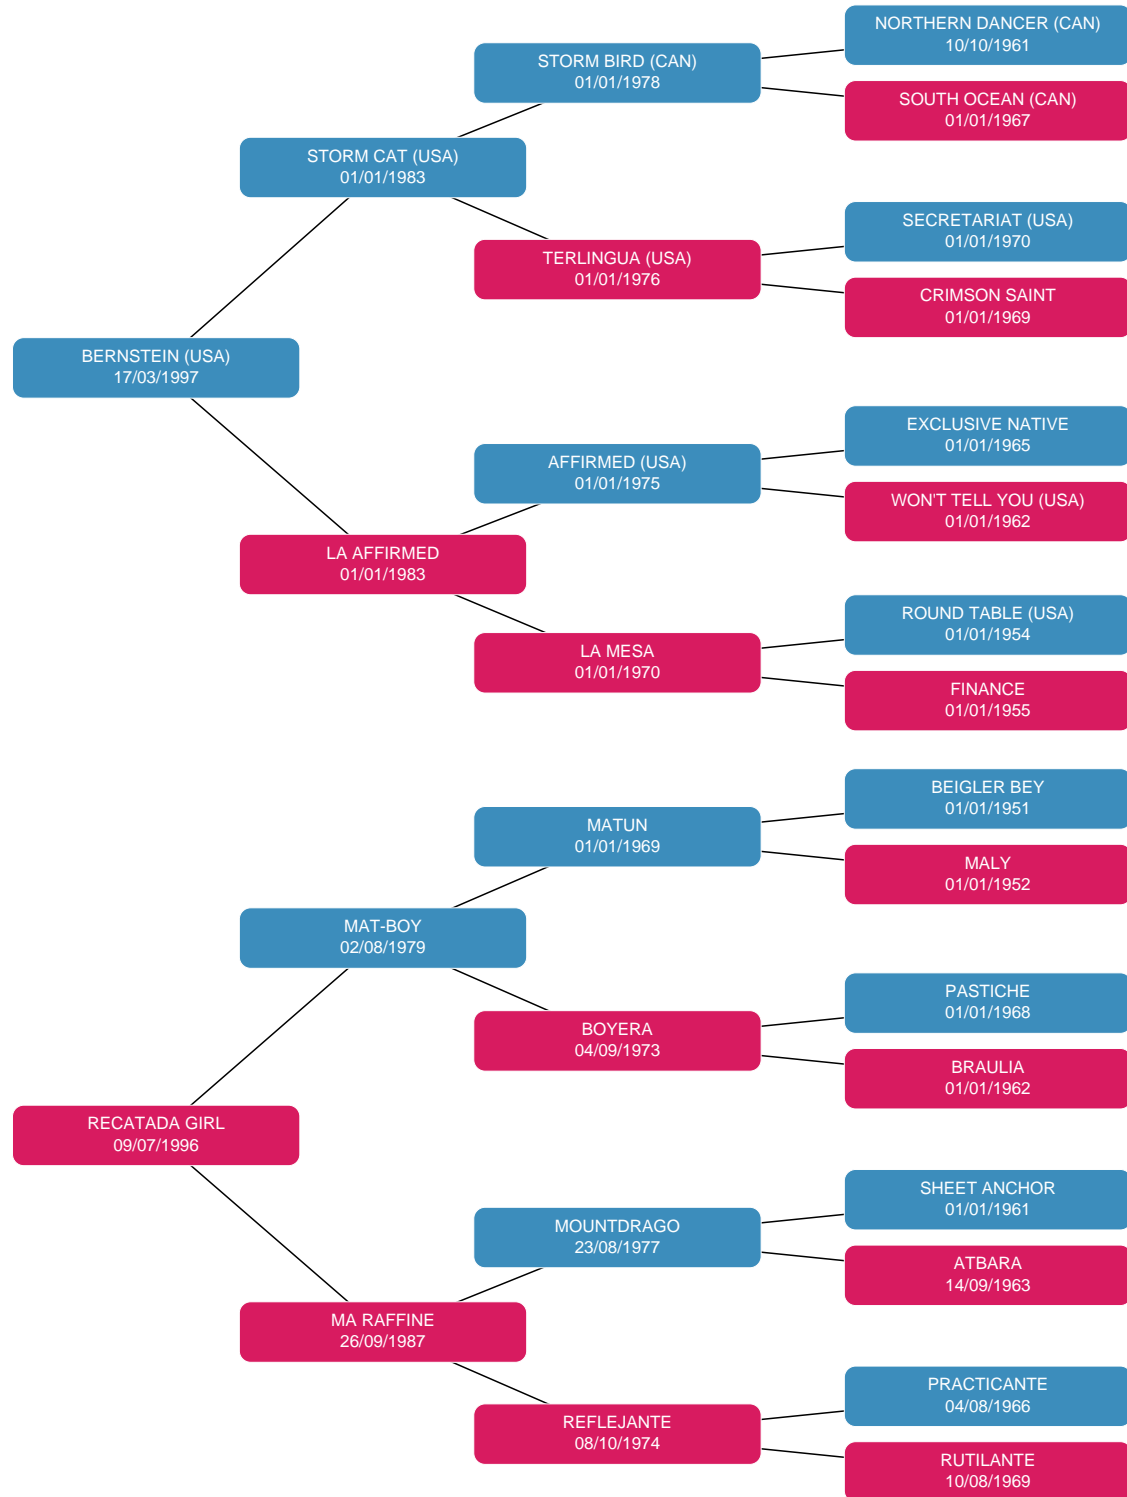 NORTHERN DANCER (CAN)
10/10/1961
STORM BIRD (CAN)
01/01/1978
SOUTH OCEAN (CAN)
01/01/1967
STORM CAT (USA)
01/01/1983
SECRETARIAT (USA)
01/01/1970
TERLINGUA (USA)
01/01/1976
CRIMSON SAINT
01/01/1969
BERNSTEIN (USA)
17/03/1997
EXCLUSIVE NATIVE
01/01/1965
AFFIRMED (USA)
01/01/1975
WON'T TELL YOU (USA)
01/01/1962
LA AFFIRMED
01/01/1983
ROUND TABLE (USA)
01/01/1954
LA MESA
01/01/1970
FINANCE
01/01/1955
BEIGLER BEY
01/01/1951
MATUN
01/01/1969
MALY
01/01/1952
MAT-BOY
02/08/1979
PASTICHE
01/01/1968
BOYERA
04/09/1973
BRAULIA
01/01/1962
RECATADA GIRL
09/07/1996
SHEET ANCHOR
01/01/1961
MOUNTDRAGO
23/08/1977
ATBARA
14/09/1963
MA RAFFINE
26/09/1987
PRACTICANTE
04/08/1966
REFLEJANTE
08/10/1974
RUTILANTE
10/08/1969